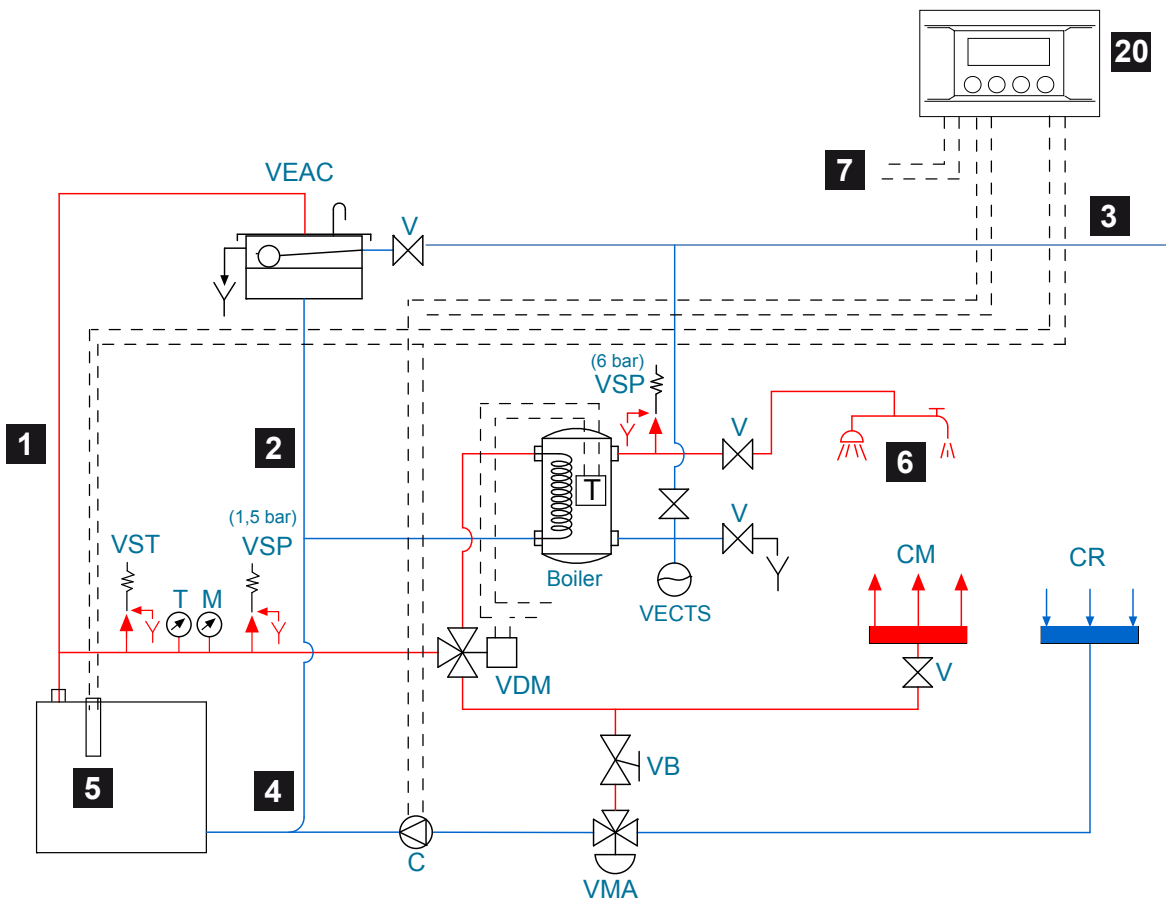 20
7
VEAC
V
3
(6 bar)
VSP
1
2
V
6
T
(1,5 bar)
VSP
VST
V
Boiler
CM
CR
T
M
VECTS
VDM
V
5
4
VB
C
VMA